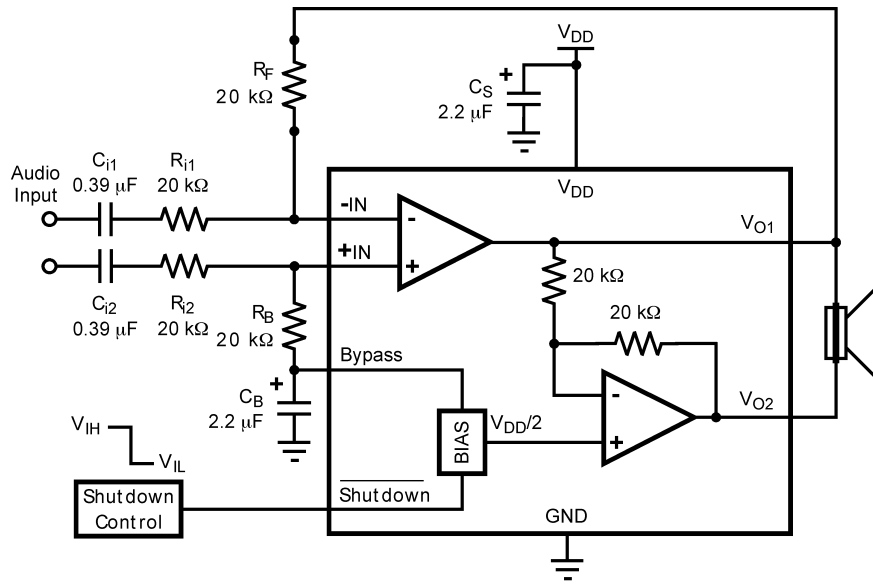 V_DD
R_F
20 kΩ
+
C_S
2.2 µF
Audio
Input
C_i1
0.39 µF
R_i1
20 kΩ
V_DD
-IN
-
+IN
+
V_O1
C_i2
0.39 µF
R_i2
20 kΩ
R_B
20 kΩ
20 kΩ
20 kΩ
Bypass
+
C_B
2.2 µF
-
+
V_O2
BIAS
V_DD/2
V_IH
V_IL
Shutdown
Control
Shutdown
GND